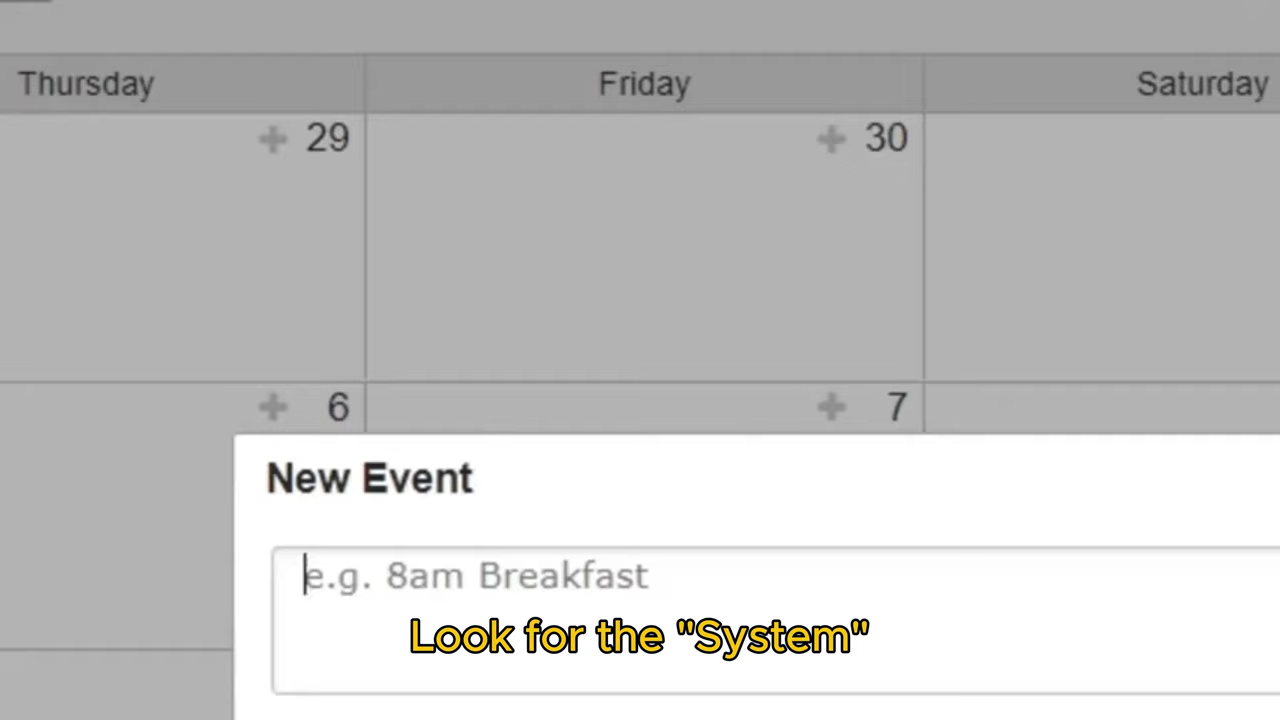 Thursday Friday Saturday
29 30
6 7
New Event
e.g. 8am Breakfast
Look for the "System"